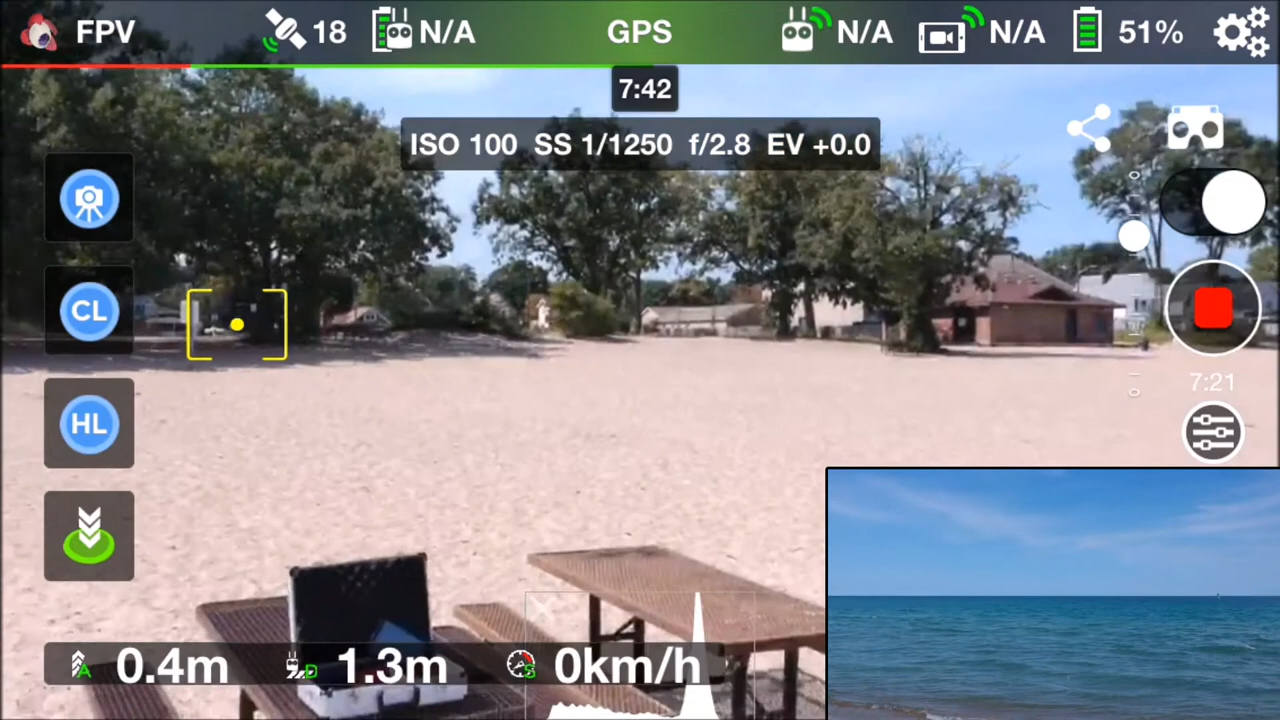 FPV 18 N/A GPS N/A N/A 51%
7:42
ISO 100 SS 1/1250 f/2.8 EV +0.0
CL
7:21
HL
A 0.4m D 1.3m S 0km/h